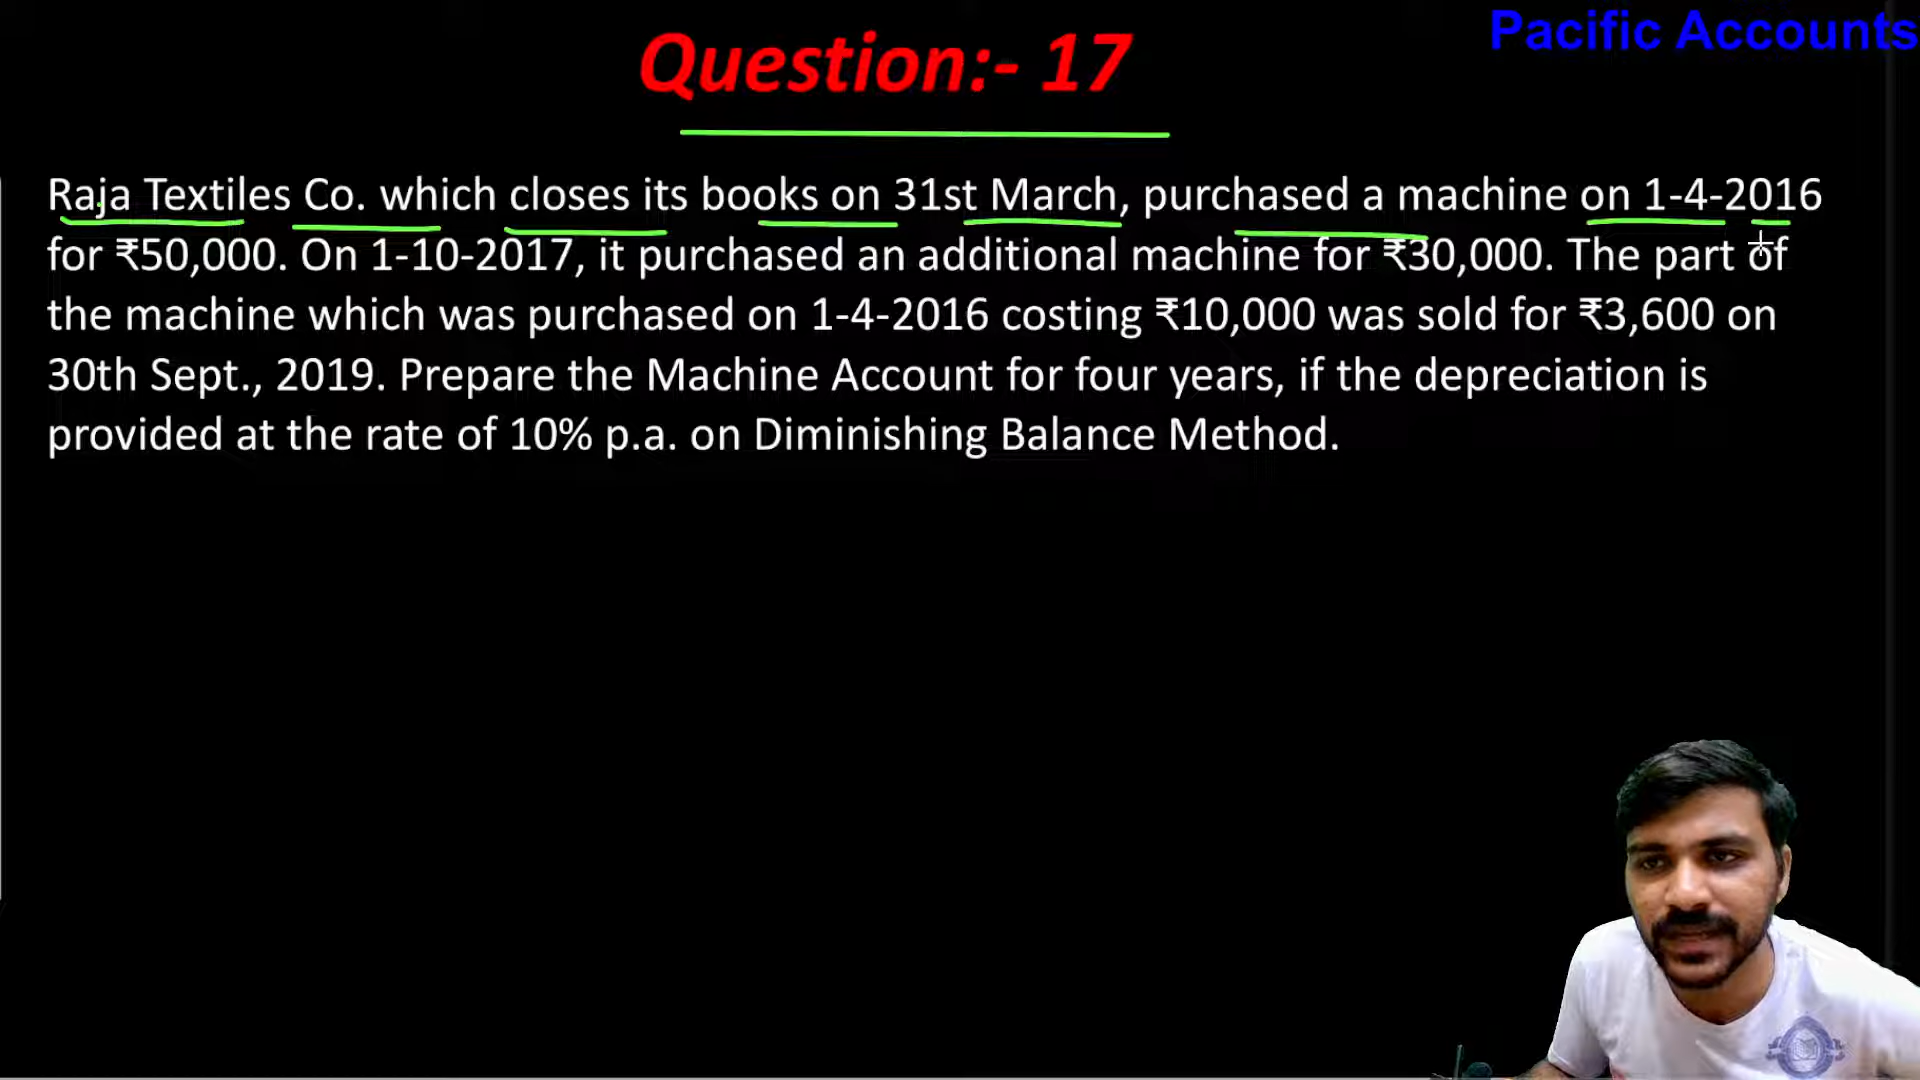 Pacific Accounts
Question:- 17
Raja Textiles Co. which closes its books on 31st March, purchased a machine on 1-4-2016
for ₹50,000. On 1-10-2017, it purchased an additional machine for ₹30,000. The part of
the machine which was purchased on 1-4-2016 costing ₹10,000 was sold for ₹3,600 on
30th Sept., 2019. Prepare the Machine Account for four years, if the depreciation is
provided at the rate of 10% p.a. on Diminishing Balance Method.